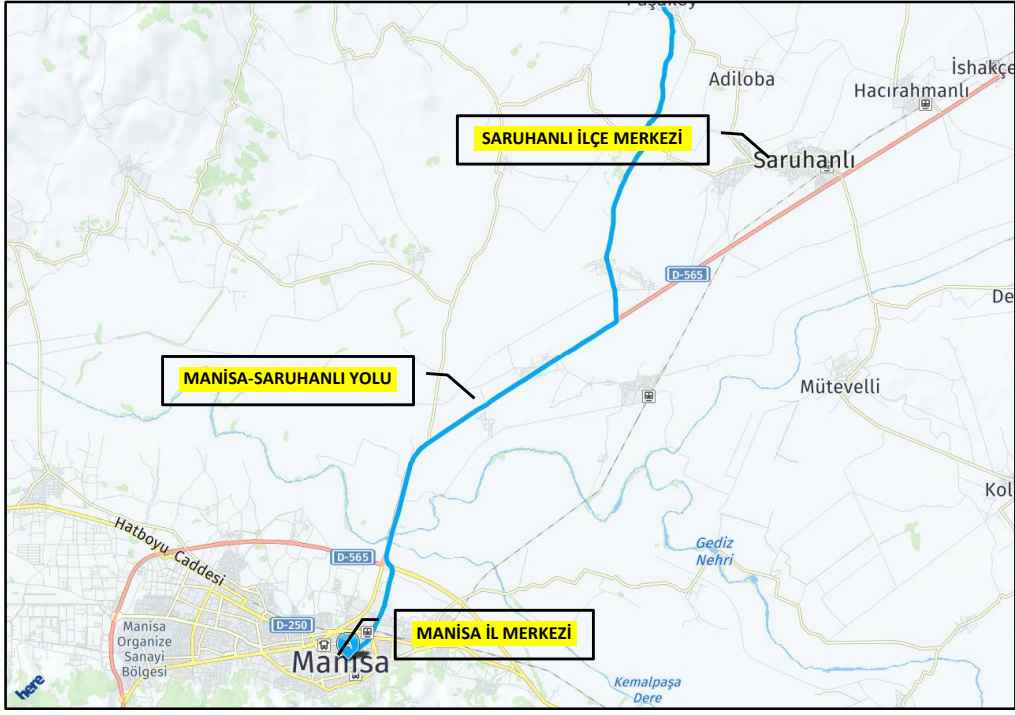 Paşaköy
Adiloba
İshakçe
Hacırahmanlı
SARUHANLI İLÇE MERKEZİ
Saruhanlı
D-565
De
MANİSA-SARUHANLI YOLU
Mütevelli
Kol
Hatboyu Caddesi
Gediz
Nehri
D-565
D-250
Manisa
Organize
Sanayi
Bölgesi
MANİSA İL MERKEZİ
Manisa
Kemalpaşa
Dere
here